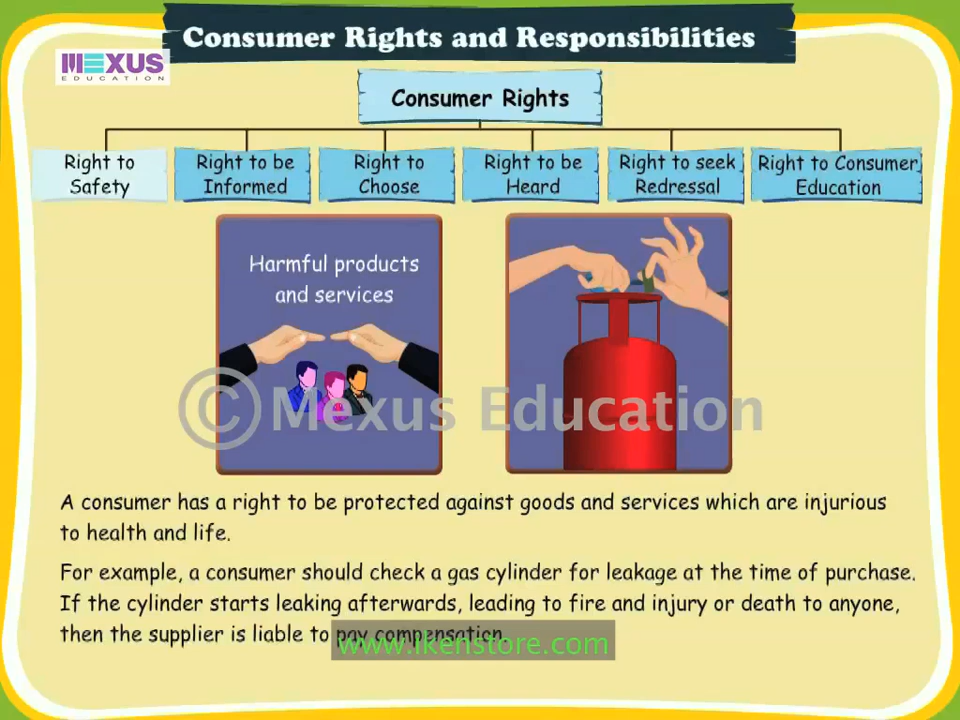 Consumer Rights and Responsibilities
MEXUS
EDUCATION
Consumer Rights
Right to
Safety
Right to be
Informed
Right to
Choose
Right to be
Heard
Right to seek
Redressal
Right to Consumer
Education
Harmful products
and services
© Mexus Education
A consumer has a right to be protected against goods and services which are injurious
to health and life.
For example, a consumer should check a gas cylinder for leakage at the time of purchase.
If the cylinder starts leaking afterwards, leading to fire and injury or death to anyone,
then the supplier is liable to pay compensation.
www.ikenstore.com